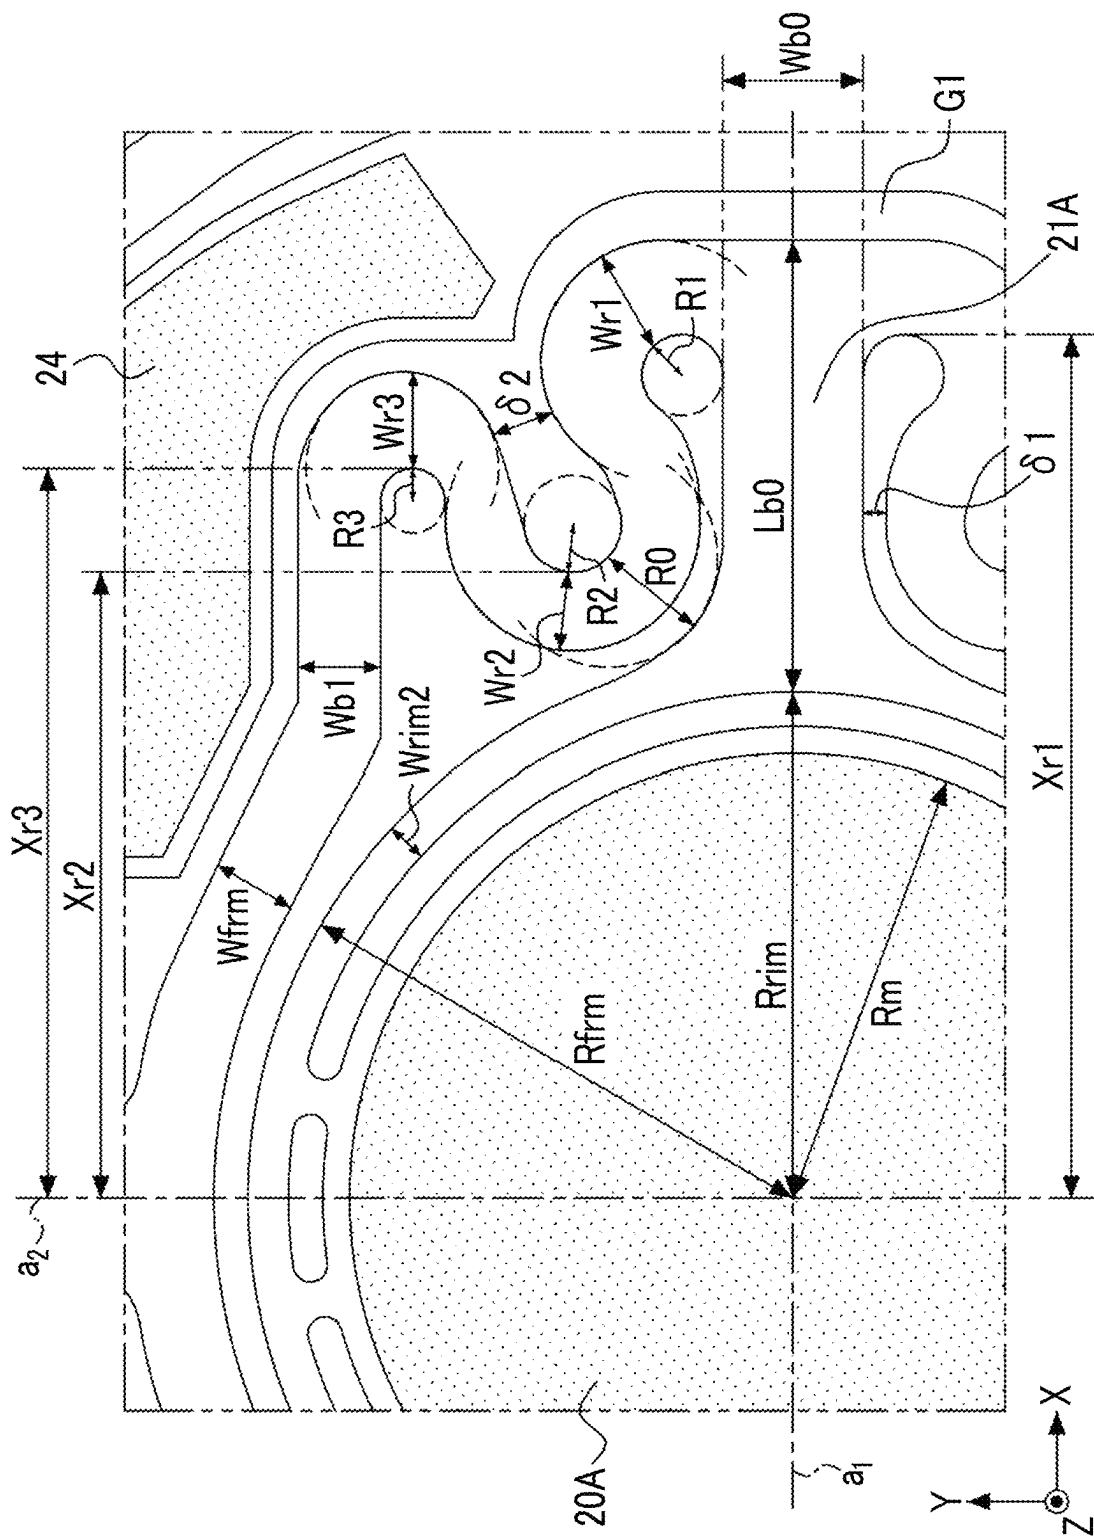 Xr3
Xr2
a2
24
Wfrm
Wb1
Wrim2
R3
Wr3
δ2
Wr2
R2
R0
Wr1
R1
Wb0
G1
Lb0
21A
δ1
Rfrm
Rrim
Rm
Xr1
20A
a1
Y
X
Z